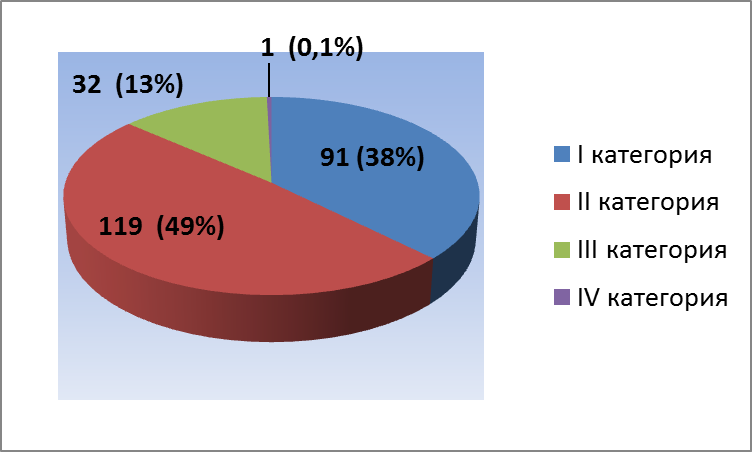 1  (0,1%)
32  (13%)
91 (38%)
119  (49%)
I категория
II категория
III категория
IV категория